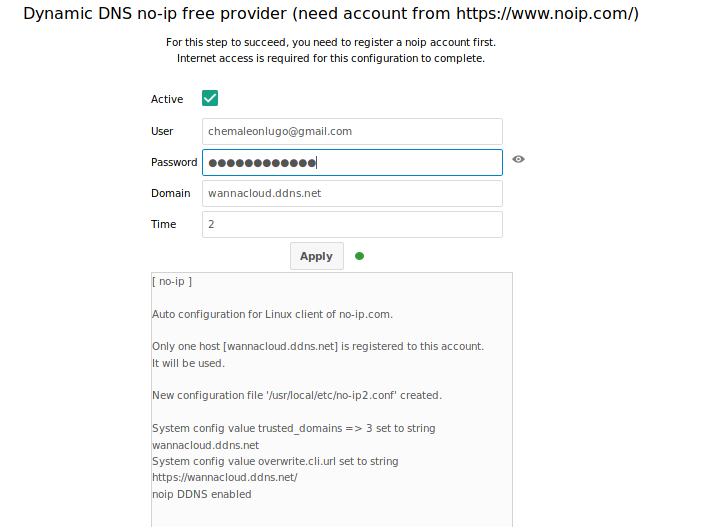 Dynamic DNS no-ip free provider (need account from https://www.noip.com/)
For this step to succeed, you need to register a noip account first.
Internet access is required for this configuration to complete.
Active
User chemaleonlugo@gmail.com
Password ●●●●●●●●●●●●
Domain wannacloud.ddns.net
Time 2
Apply
[ no-ip ]
Auto configuration for Linux client of no-ip.com.
Only one host [wannacloud.ddns.net] is registered to this account.
It will be used.
New configuration file '/usr/local/etc/no-ip2.conf' created.
System config value trusted_domains => 3 set to string
wannacloud.ddns.net
System config value overwrite.cli.url set to string
https://wannacloud.ddns.net/
noip DDNS enabled